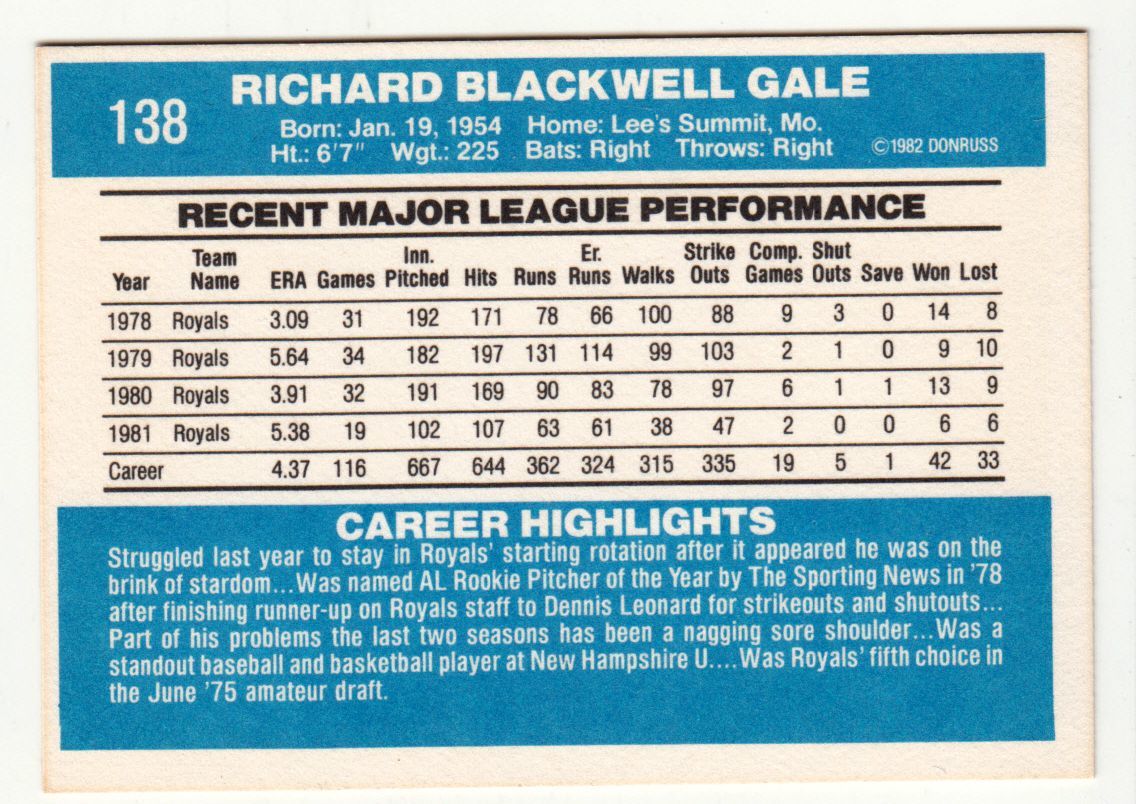 138
RICHARD BLACKWELL GALE
Born: Jan. 19, 1954 Home: Lee's Summit, Mo.
Ht.: 6'7" Wgt.: 225 Bats: Right Throws: Right ©1982 DONRUSS
RECENT MAJOR LEAGUE PERFORMANCE
Year Team Name ERA Games Inn. Pitched Hits Runs Er. Runs Walks Strike Outs Comp. Games Shut Outs Save Won Lost
1978 Royals 3.09 31 192 171 78 66 100 88 9 3 0 14 8
1979 Royals 5.64 34 182 197 131 114 99 103 2 1 0 9 10
1980 Royals 3.91 32 191 169 90 83 78 97 6 1 1 13 9
1981 Royals 5.38 19 102 107 63 61 38 47 2 0 0 6 6
Career 4.37 116 667 644 362 324 315 335 19 5 1 42 33
CAREER HIGHLIGHTS
Struggled last year to stay in Royals' starting rotation after it appeared he was on the
brink of stardom...Was named AL Rookie Pitcher of the Year by The Sporting News in '78
after finishing runner-up on Royals staff to Dennis Leonard for strikeouts and shutouts...
Part of his problems the last two seasons has been a nagging sore shoulder...Was a
standout baseball and basketball player at New Hampshire U....Was Royals' fifth choice in
the June '75 amateur draft.